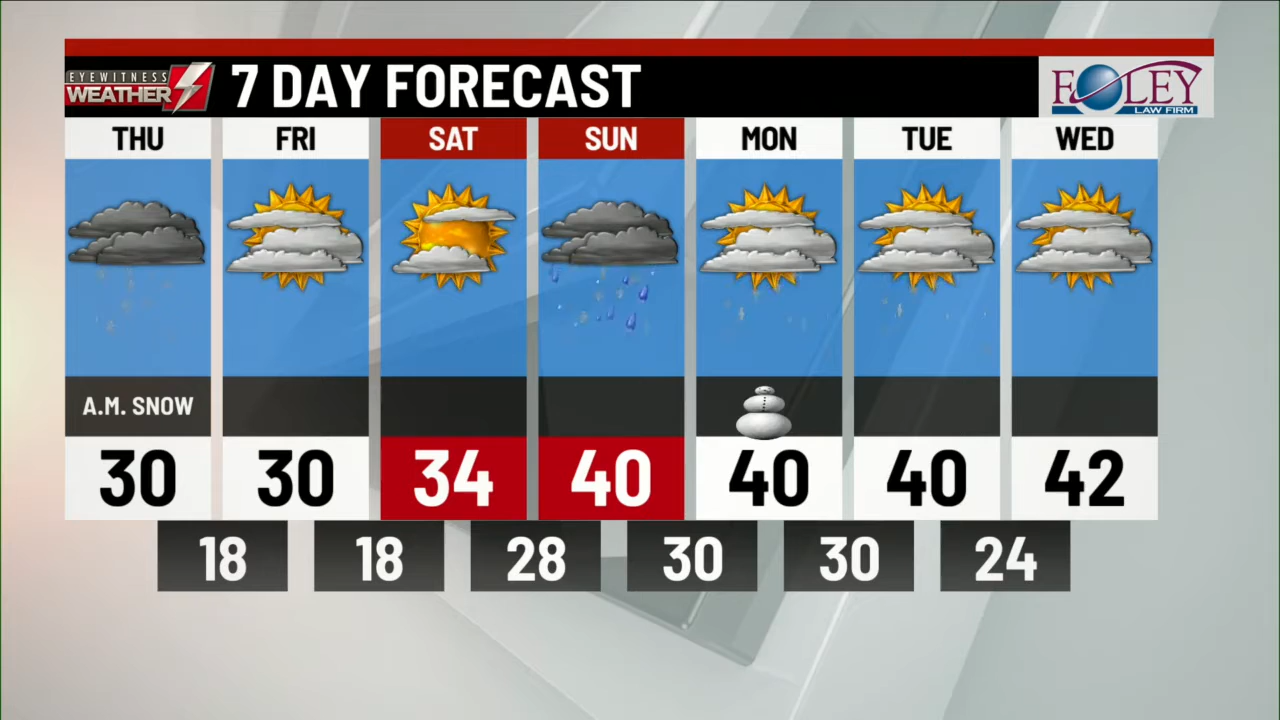 EYEWITNESS
WEATHER
7 DAY FORECAST
FOLEY
LAW FIRM
THU FRI SAT SUN MON TUE WED
A.M. SNOW
30 30 34 40 40 40 42
18 18 28 30 30 24